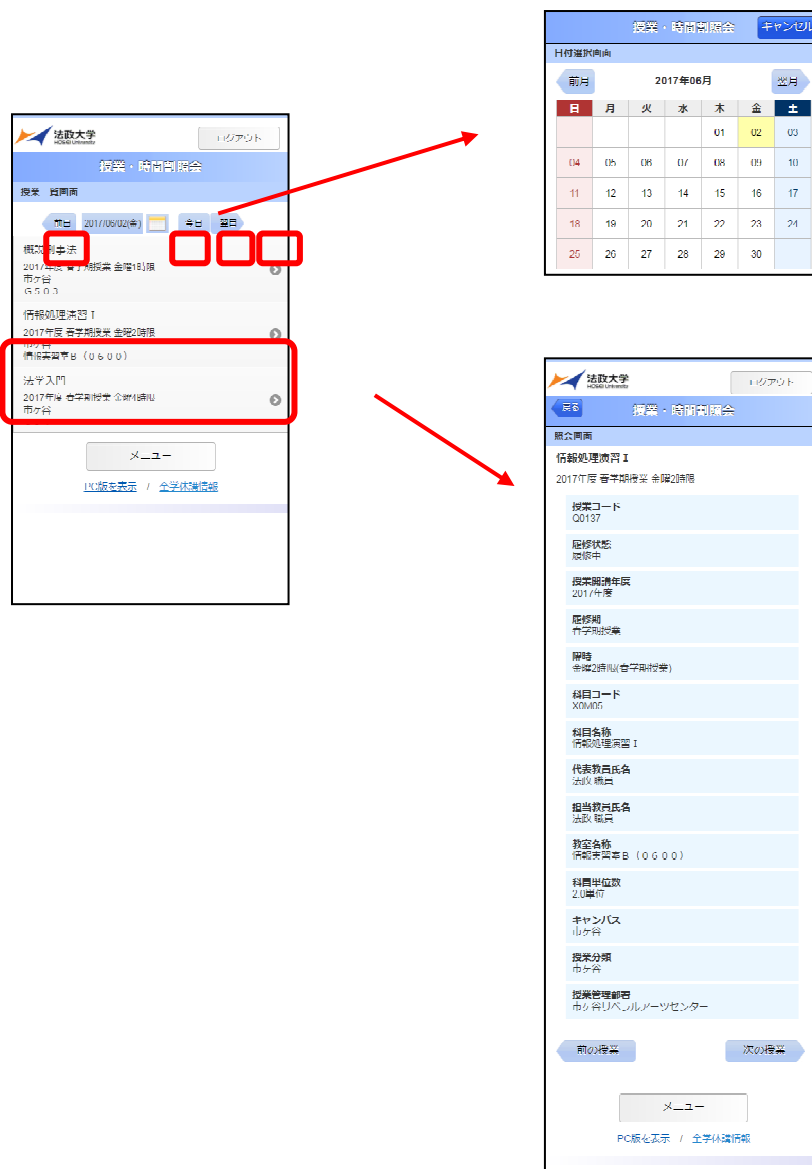 法政大学
HOSEI University
ログアウト
授業・時間割照会
授業一覧画面
前日 2017/06/02(金) 今日 翌日
概説刑事法
2017年度 春学期授業 金曜1時限
市ヶ谷
G503
情報処理演習Ⅰ
2017年度 春学期授業 金曜2時限
市ヶ谷
情報実習室B（0600）
法学入門
2017年度 春学期授業 金曜4時限
市ヶ谷
メニュー
PC版を表示 / 全学休講情報
授業・時間割照会 キャンセル
日付選択画面
前月 2017年06月 翌月
日 月 火 水 木 金 土
01 02 03
04 05 06 07 08 09 10
11 12 13 14 15 16 17
18 19 20 21 22 23 24
25 26 27 28 29 30
法政大学
HOSEI University
ログアウト
戻る 授業・時間割照会
照会画面
情報処理演習Ⅰ
2017年度 春学期授業 金曜2時限
授業コード
Q0137
履修状態
履修中
授業開講年度
2017年度
履修期
春学期授業
曜時
金曜2時限(春学期授業)
科目コード
X0M05
科目名称
情報処理演習Ⅰ
代表教員氏名
法政 職員
担当教員氏名
法政 職員
教室名称
情報実習室B（0600）
科目単位数
2.0単位
キャンパス
市ヶ谷
授業分類
市ヶ谷
授業管理部署
市ヶ谷リベラルアーツセンター
前の授業 次の授業
メニュー
PC版を表示 / 全学休講情報